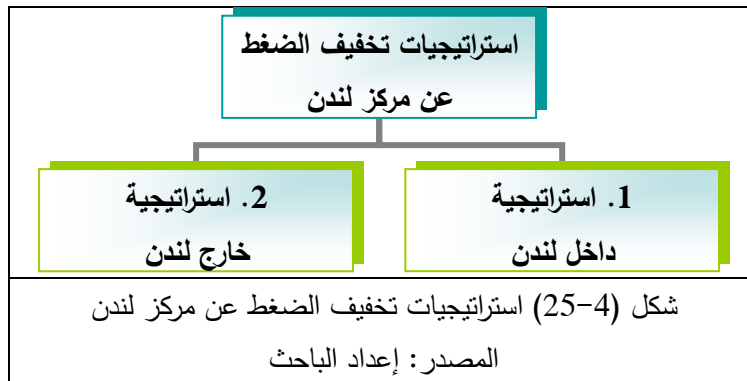 استراتيجيات تخفيف الضغط
عن مركز لندن
1. استراتيجية
داخل لندن
2. استراتيجية
خارج لندن
شكل (4-25) استراتيجيات تخفيف الضغط عن مركز لندن
المصدر: إعداد الباحث